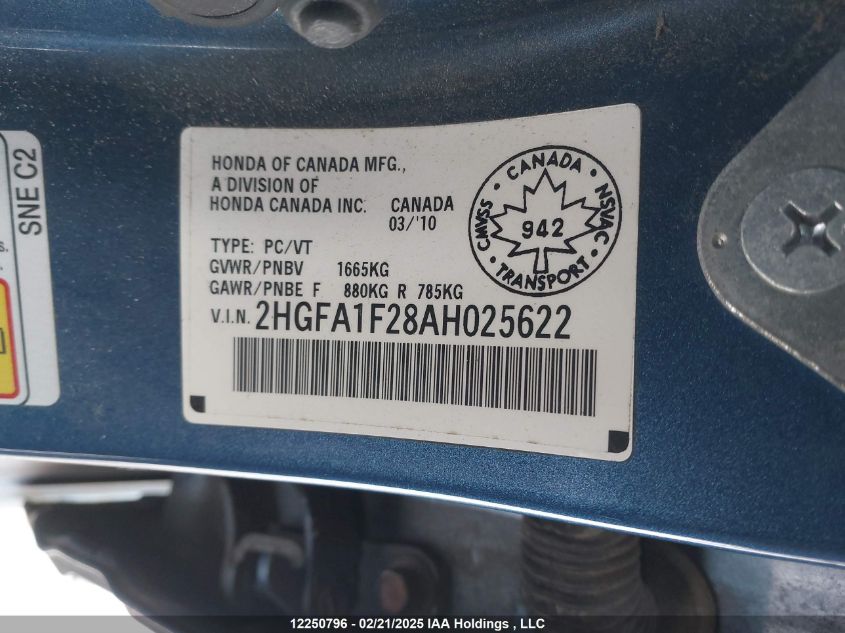 SNE C2
HONDA OF CANADA MFG.,
A DIVISION OF
HONDA CANADA INC. CANADA
03/'10
TYPE: PC/VT
GVWR/PNBV 1665KG
GAWR/PNBE F 880KG R 785KG
V.I.N. 2HGFA1F28AH025622
CANADA · NSVAC · TRANSPORT · CMVSS ·
942
12250796 - 02/21/2025 IAA Holdings , LLC